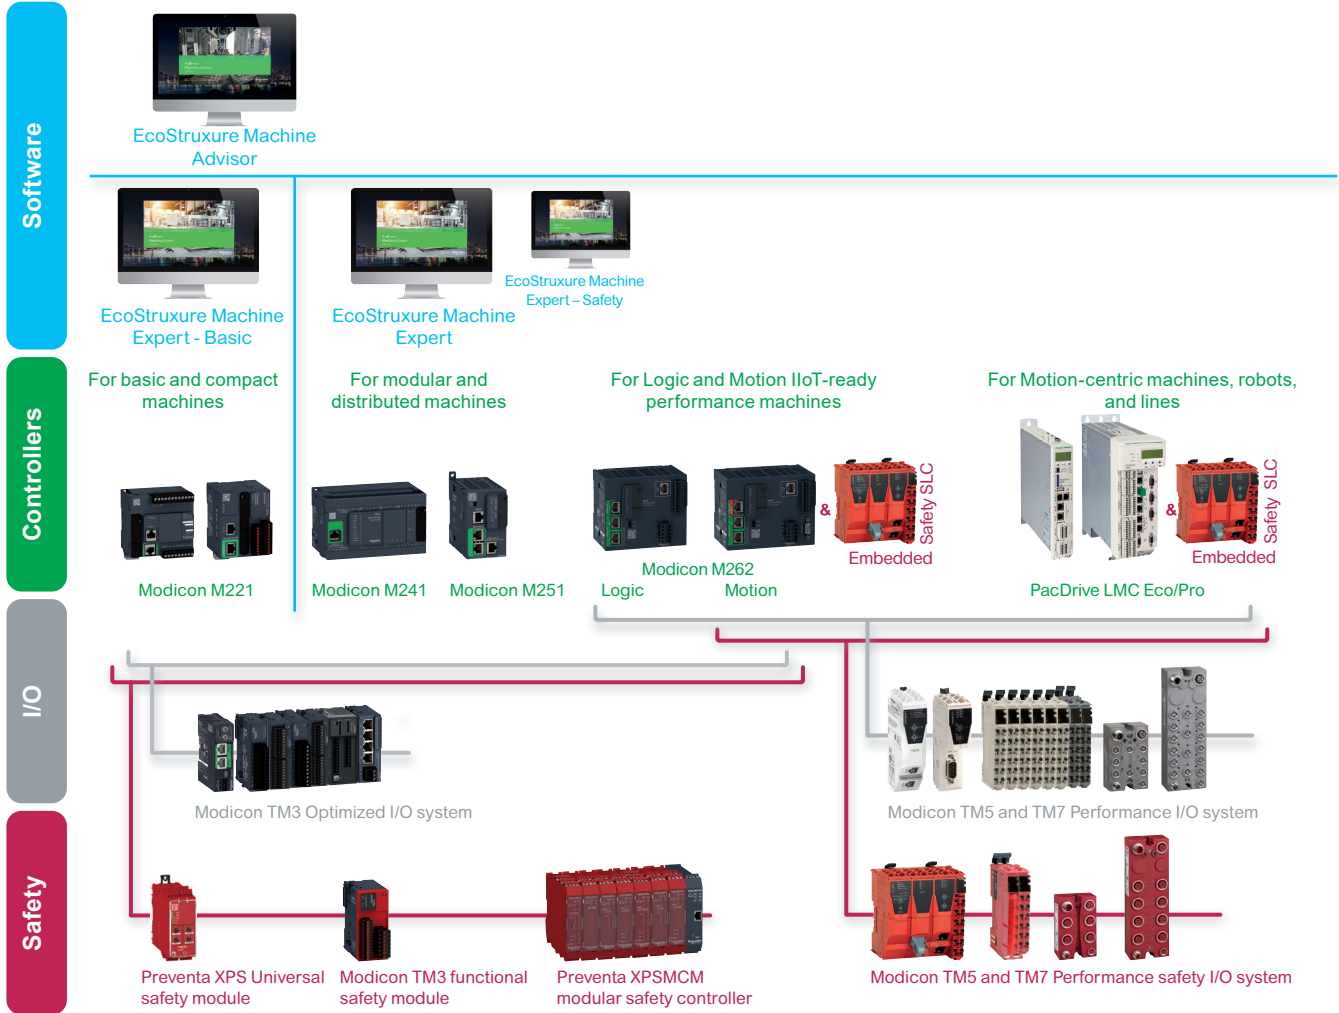 Software
EcoStruxure Machine
Advisor
EcoStruxure Machine
Expert - Basic
EcoStruxure Machine
Expert
EcoStruxure Machine
Expert – Safety
Controllers
For basic and compact
machines
For modular and
distributed machines
For Logic and Motion IIoT-ready
performance machines
For Motion-centric machines, robots,
and lines
Modicon M221
Modicon M241
Modicon M251
Modicon M262
Logic
Motion
&
Safety SLC
Embedded
&
Safety SLC
Embedded
PacDrive LMC Eco/Pro
I/O
Modicon TM3 Optimized I/O system
Modicon TM5 and TM7 Performance I/O system
Safety
Preventa XPS Universal
safety module
Modicon TM3 functional
safety module
Preventa XPSMCM
modular safety controller
Modicon TM5 and TM7 Performance safety I/O system